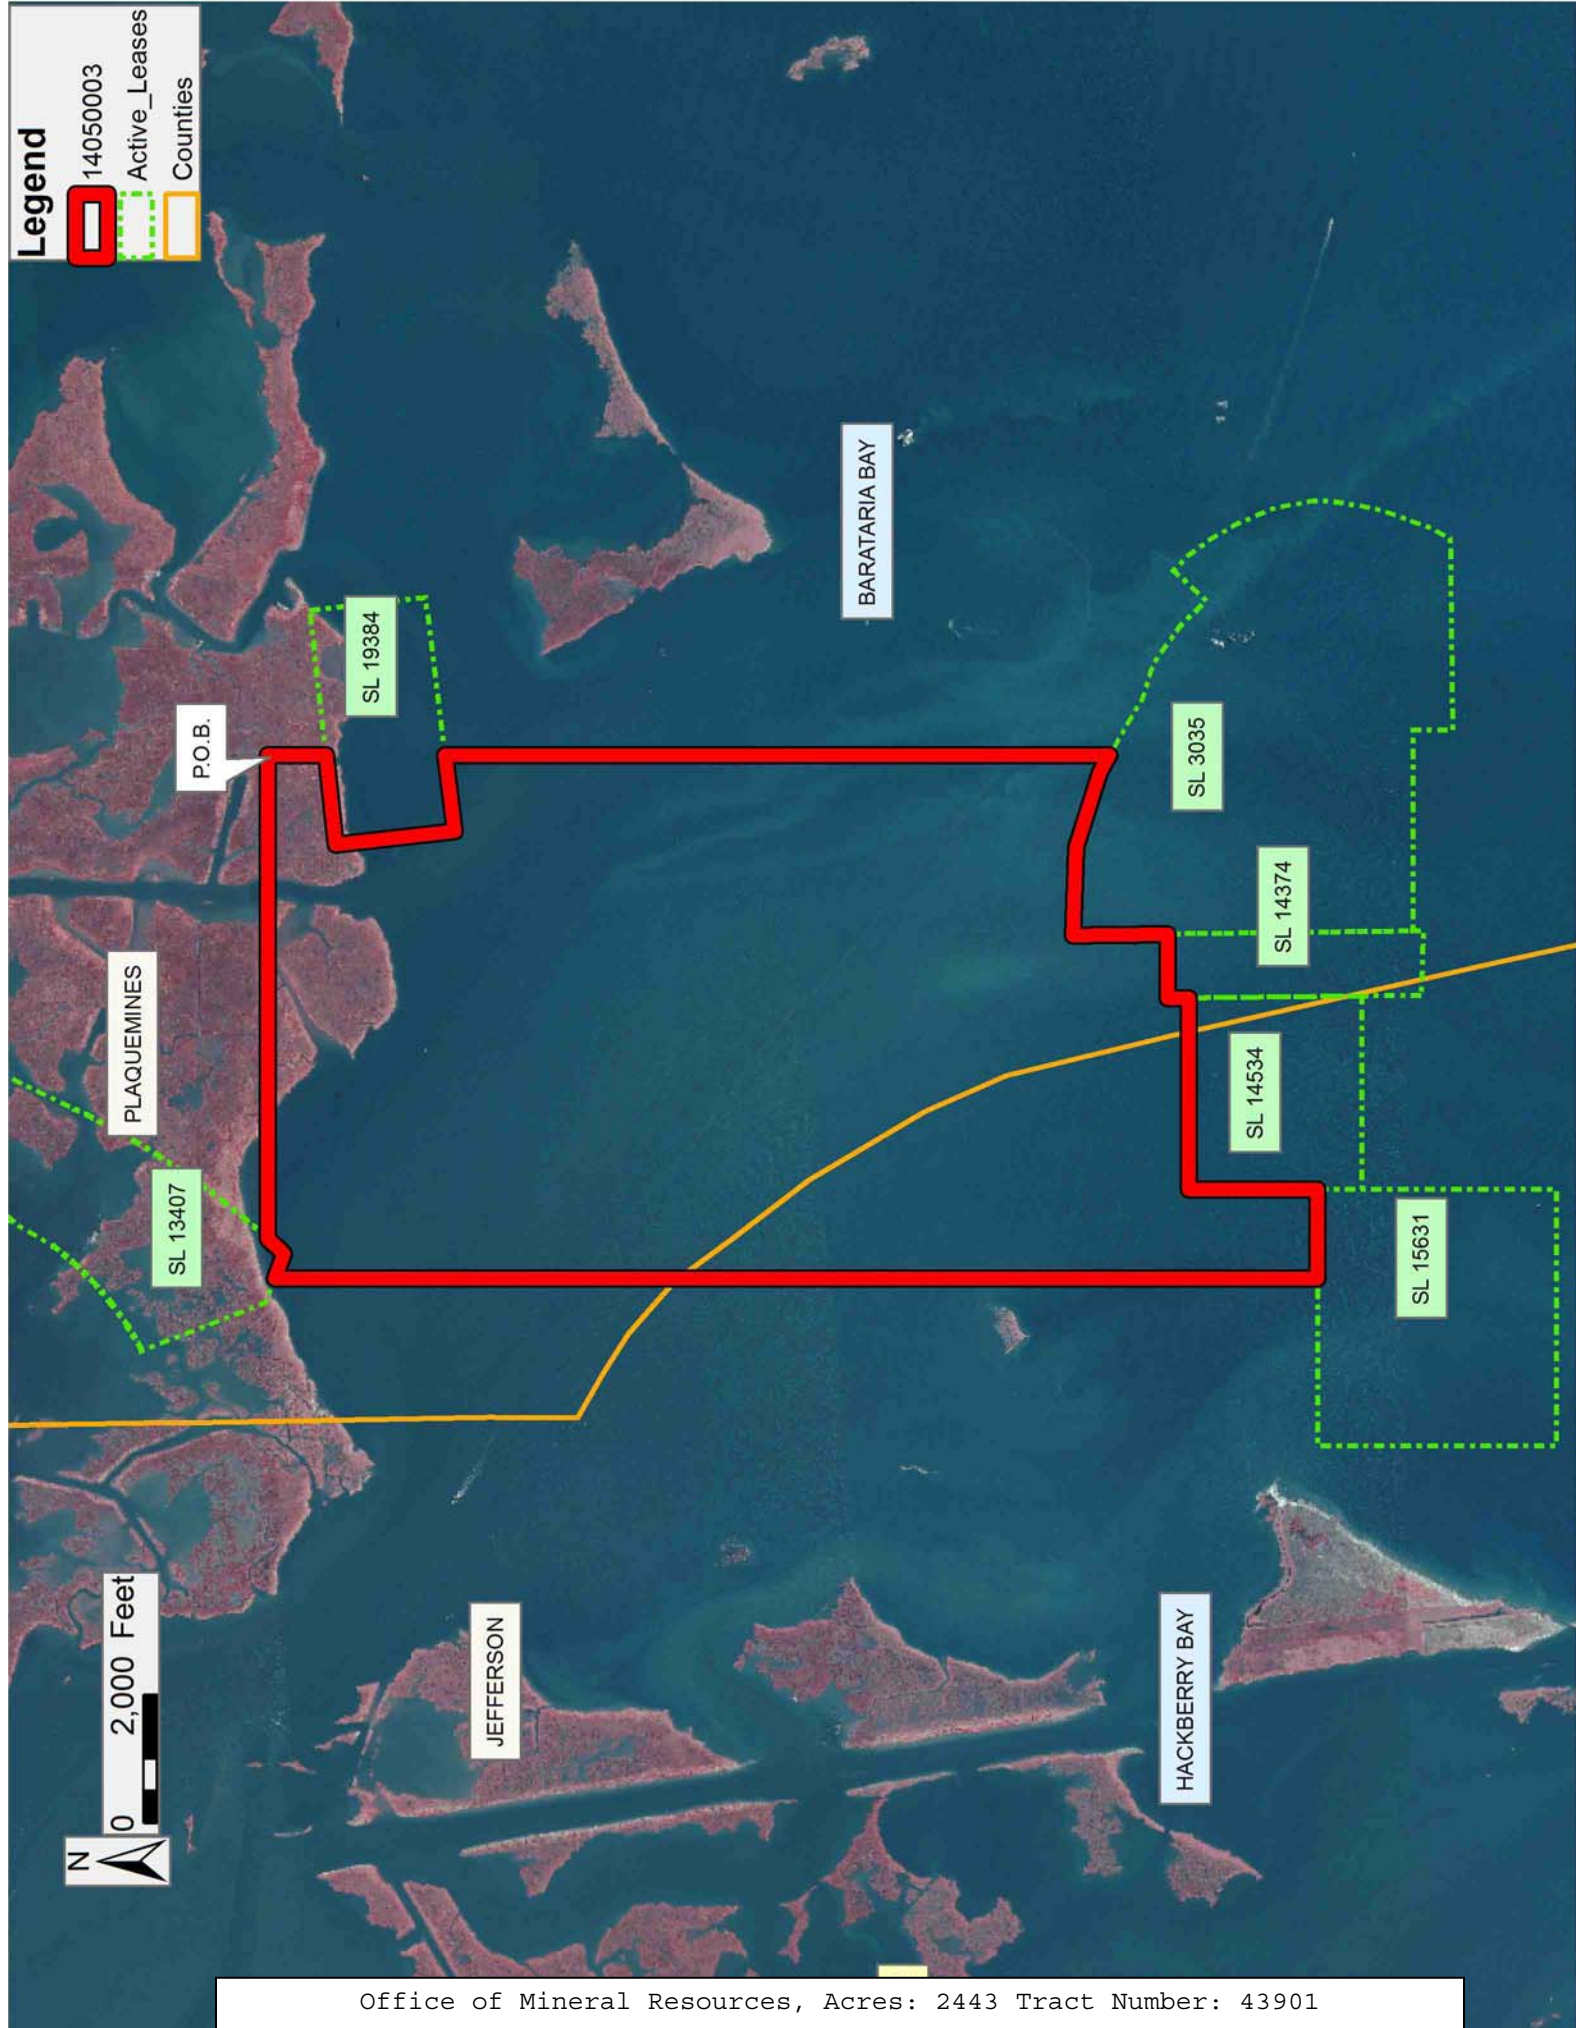 Legend
14050003
Active_Leases
Counties
N
0 2,000 Feet
P.O.B.
PLAQUEMINES
SL 13407
SL 19384
JEFFERSON
BARATARIA BAY
SL 3035
SL 14374
SL 14534
SL 15631
HACKBERRY BAY
Office of Mineral Resources, Acres: 2443 Tract Number: 43901